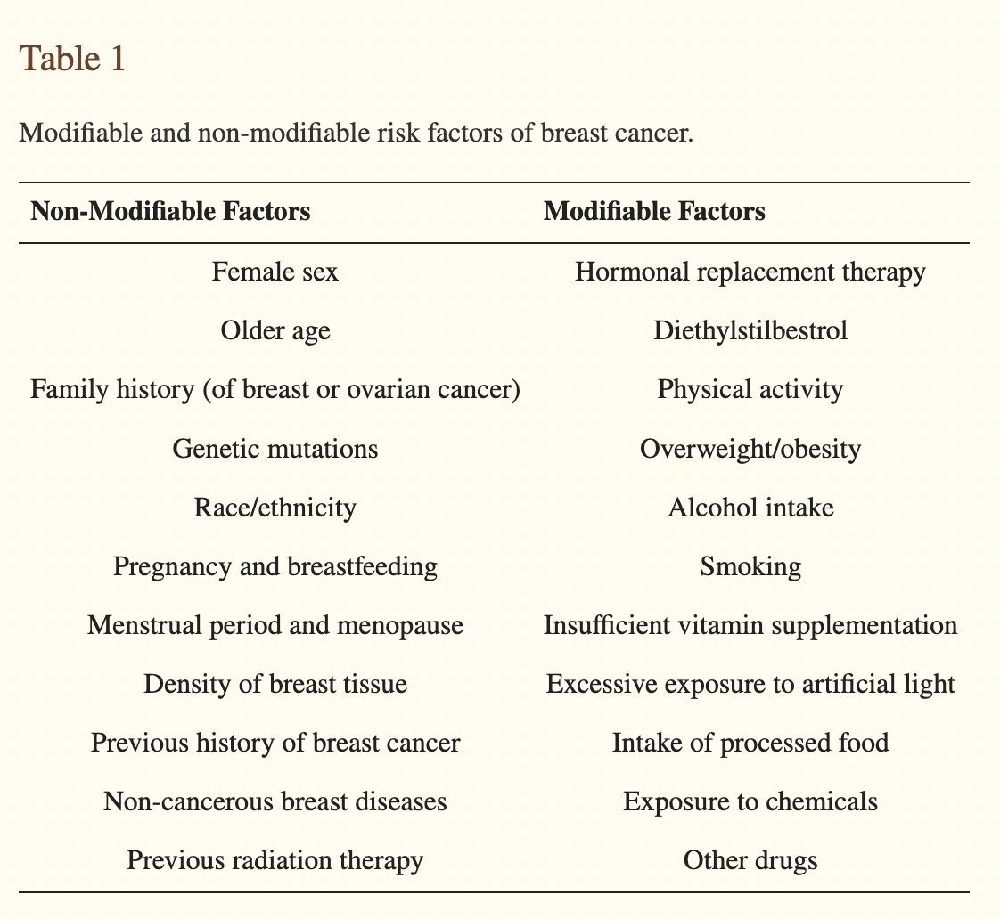 Table 1
Modifiable and non-modifiable risk factors of breast cancer.
Non-Modifiable Factors Modifiable Factors
Female sex Hormonal replacement therapy
Older age Diethylstilbestrol
Family history (of breast or ovarian cancer) Physical activity
Genetic mutations Overweight/obesity
Race/ethnicity Alcohol intake
Pregnancy and breastfeeding Smoking
Menstrual period and menopause Insufficient vitamin supplementation
Density of breast tissue Excessive exposure to artificial light
Previous history of breast cancer Intake of processed food
Non-cancerous breast diseases Exposure to chemicals
Previous radiation therapy Other drugs